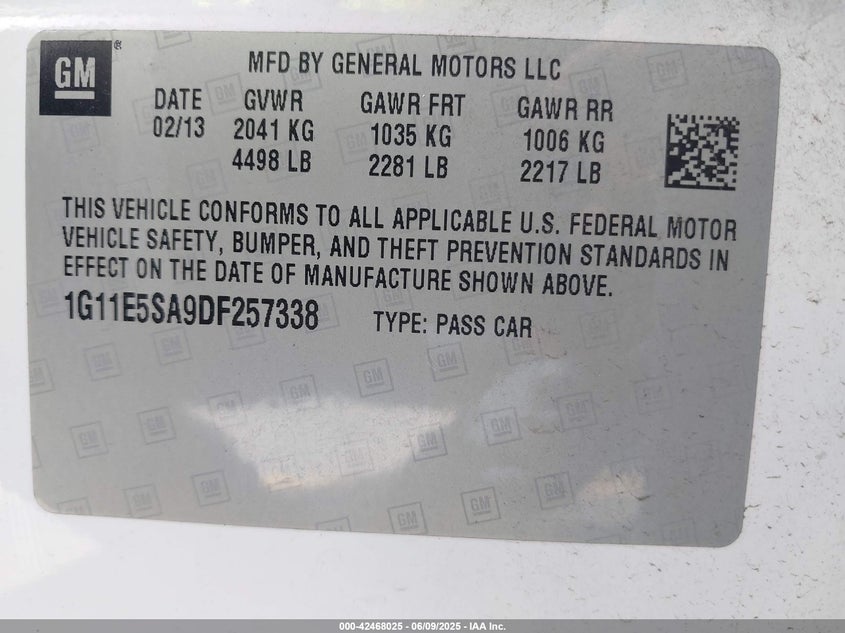 GM
MFD BY GENERAL MOTORS LLC
DATE GVWR GAWR FRT GAWR RR
02/13 2041 KG 1035 KG 1006 KG
4498 LB 2281 LB 2217 LB
THIS VEHICLE CONFORMS TO ALL APPLICABLE U.S. FEDERAL MOTOR
VEHICLE SAFETY, BUMPER, AND THEFT PREVENTION STANDARDS IN
EFFECT ON THE DATE OF MANUFACTURE SHOWN ABOVE.
1G11E5SA9DF257338 TYPE: PASS CAR
000-42468025 - 06/09/2025 - IAA Inc.